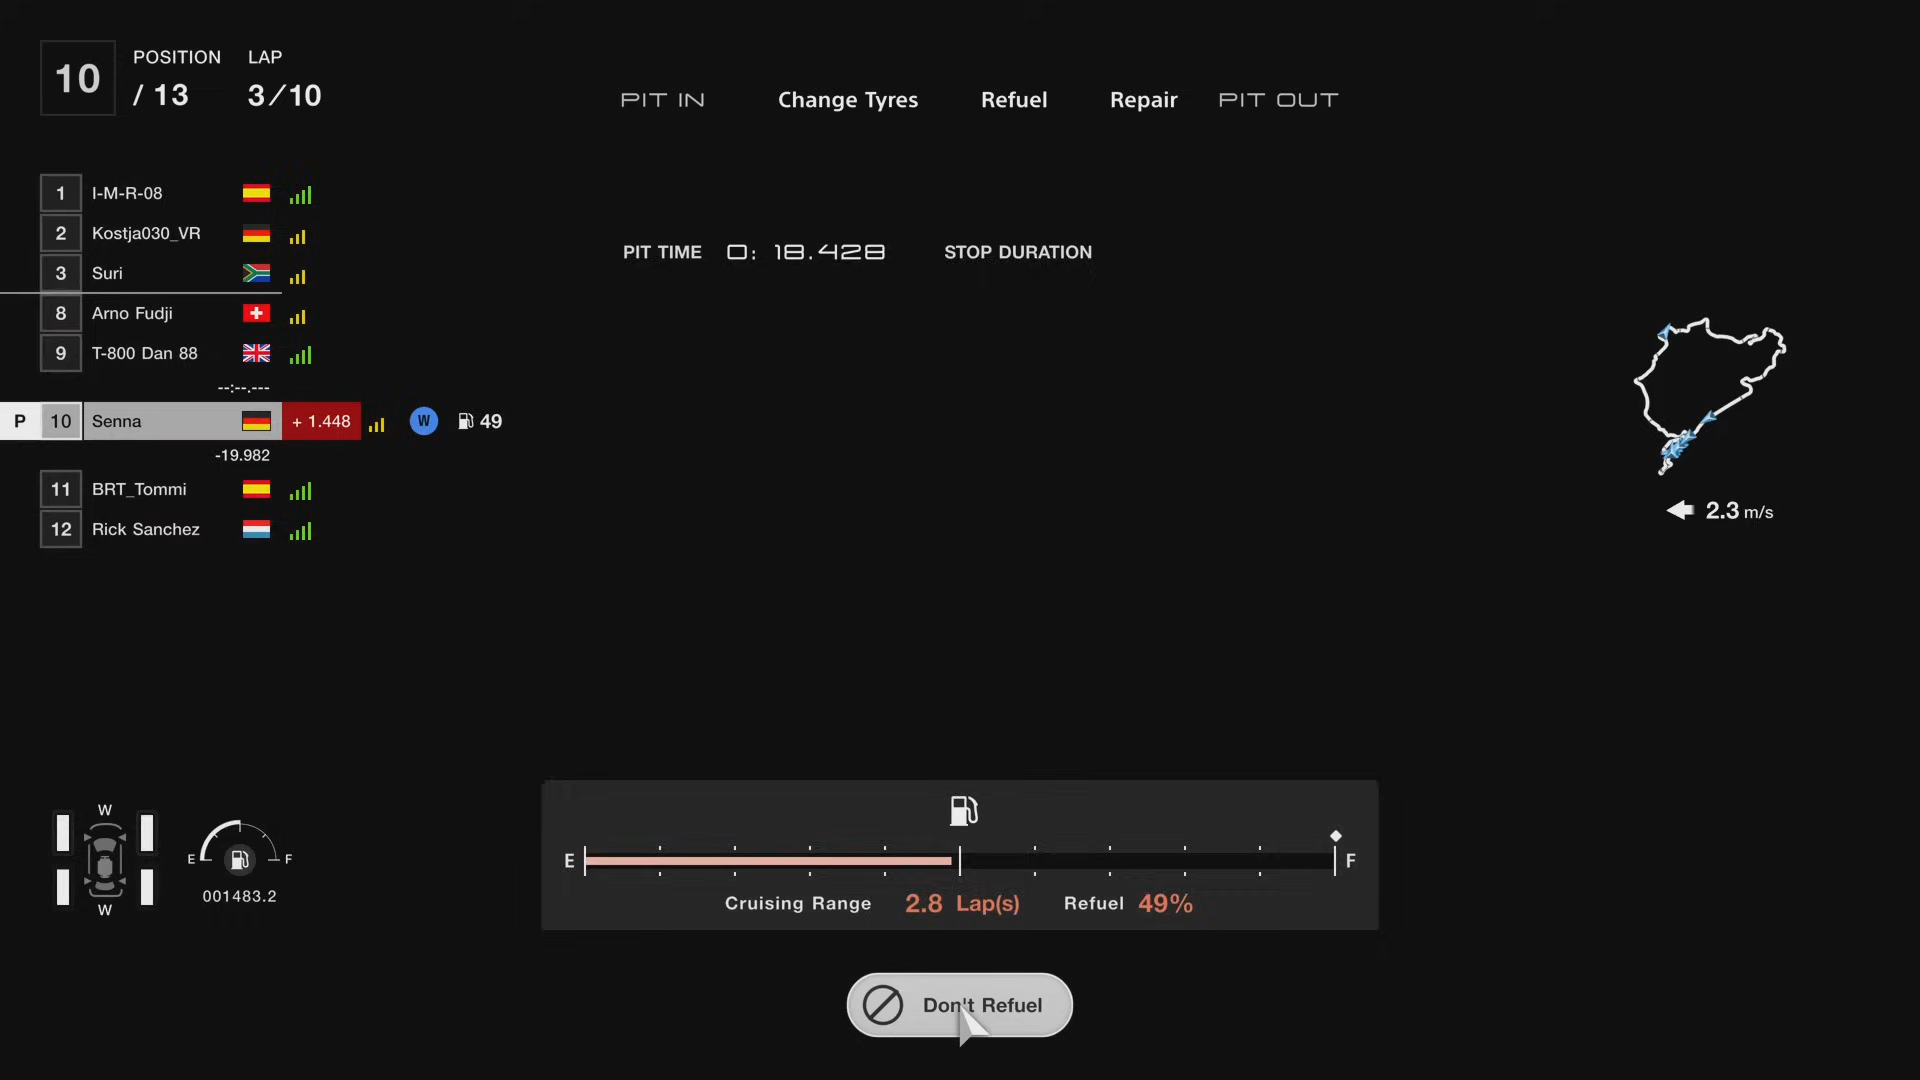 10 POSITION / 13 LAP 3/10
PIT IN Change Tyres Refuel Repair PIT OUT
1 I-M-R-08
2 Kostja030_VR
3 Suri
8 Arno Fudji
9 T-800 Dan 88
--:--.---
P 10 Senna + 1.448 W 49
-19.982
11 BRT_Tommi
12 Rick Sanchez
PIT TIME 0: 18.428 STOP DURATION
2.3 m/s
W
W
E F
001483.2
E F
Cruising Range 2.8 Lap(s) Refuel 49%
Don't Refuel